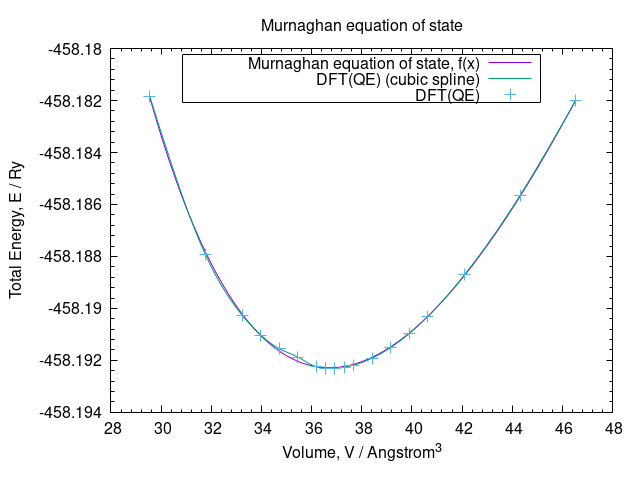 Murnaghan equation of state
-458.18
-458.182
-458.184
-458.186
-458.188
-458.19
-458.192
-458.194
Total Energy, E / Ry
Murnaghan equation of state, f(x)
DFT(QE) (cubic spline)
DFT(QE)
28 30 32 34 36 38 40 42 44 46 48
Volume, V / Angstrom³